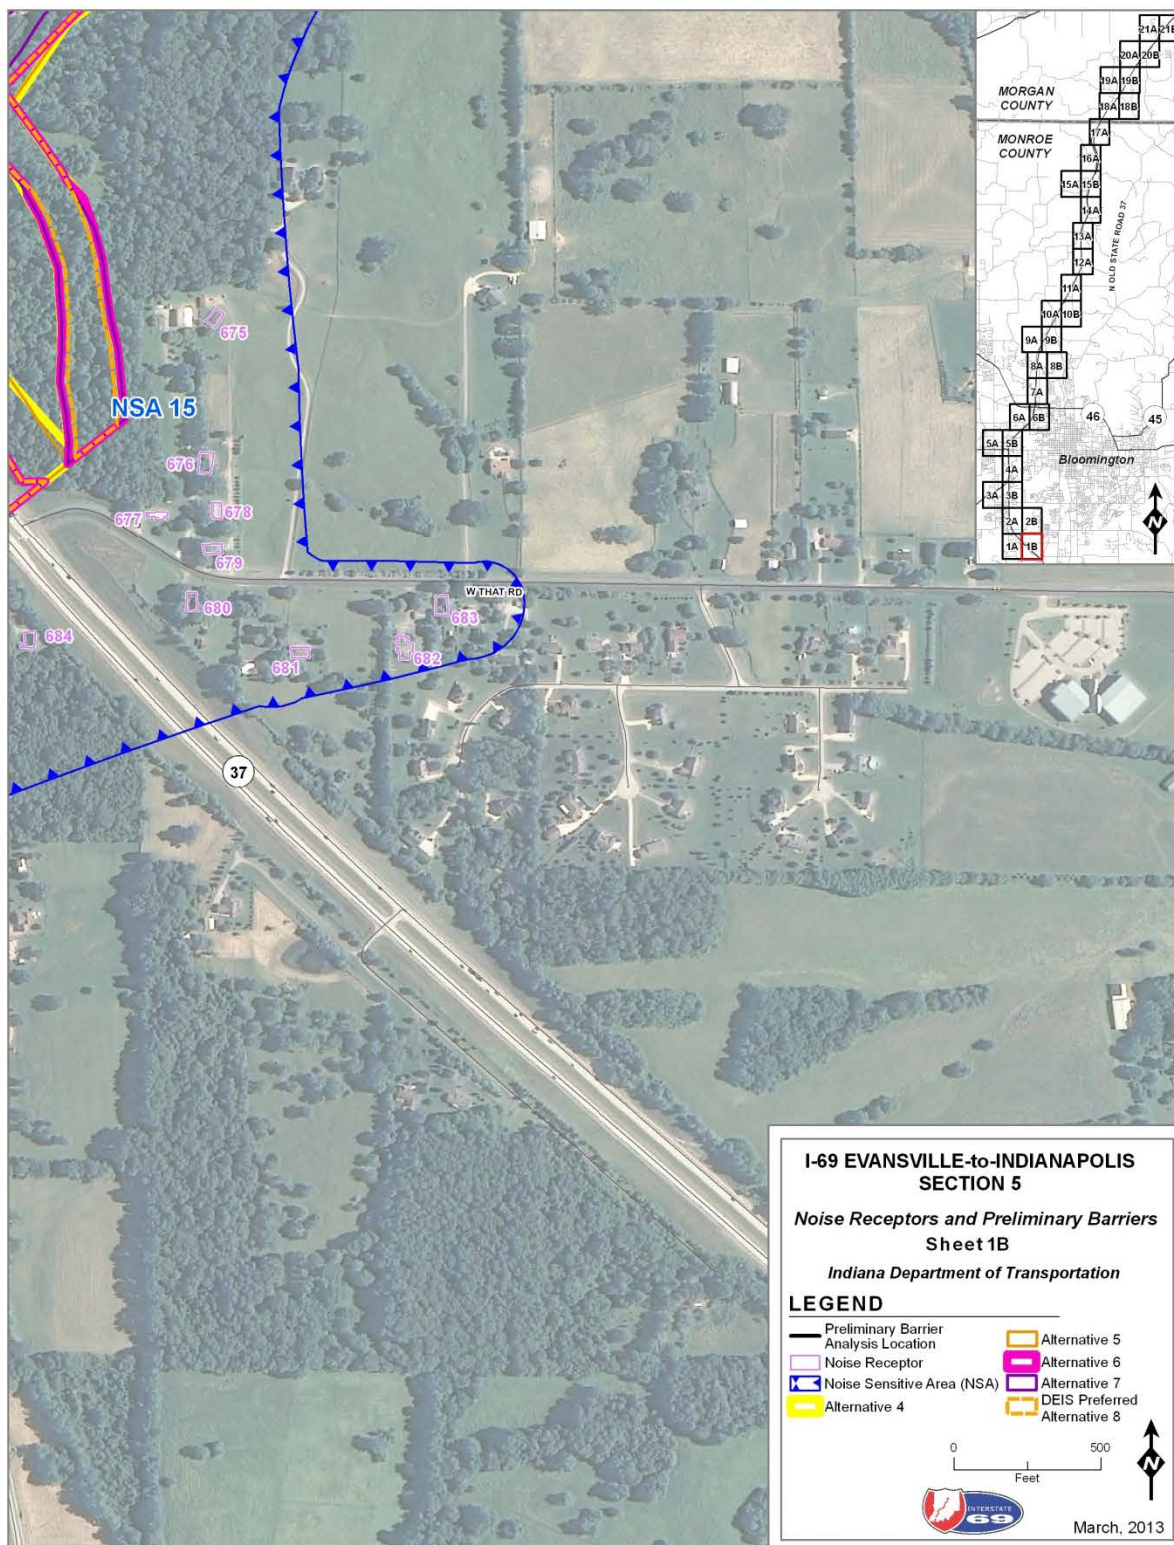 21A 21B
20A 20B
19A 19B
18A 18B
MORGAN
COUNTY
17A
MONROE
COUNTY
16A
15A 15B
14A
N OLD STATE ROAD 37
13A
12A
11A
10A 10B
9A 9B
8A 8B
7A
6A 6B
46
45
5A 5B
Bloomington
4A
3A 3B
2A 2B
1A 1B
N
675
NSA 15
676
677
678
679
W THAT RD
680
683
684
681
682
37
I-69 EVANSVILLE-to-INDIANAPOLIS
SECTION 5
Noise Receptors and Preliminary Barriers
Sheet 1B
Indiana Department of Transportation
LEGEND
Preliminary Barrier
Analysis Location
Noise Receptor
Noise Sensitive Area (NSA)
Alternative 4
Alternative 5
Alternative 6
Alternative 7
DEIS Preferred
Alternative 8
0 500
Feet
N
INTERSTATE
69
March, 2013